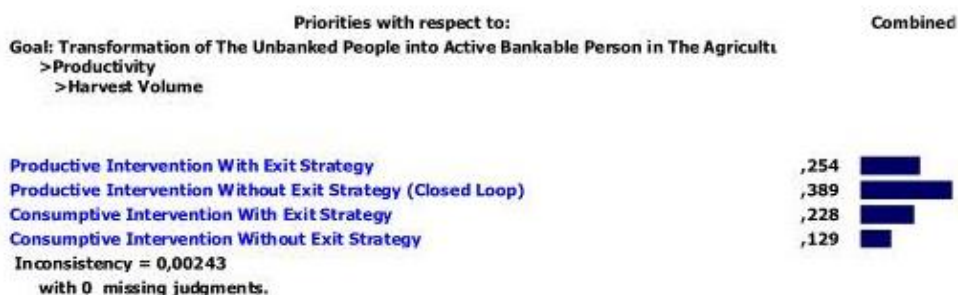 Priorities with respect to: Combined
Goal: Transformation of The Unbanked People into Active Bankable Person in The Agricultu
>Productivity
>Harvest Volume
Productive Intervention With Exit Strategy ,254
Productive Intervention Without Exit Strategy (Closed Loop) ,389
Consumptive Intervention With Exit Strategy ,228
Consumptive Intervention Without Exit Strategy ,129
Inconsistency = 0,00243
with 0 missing judgments.